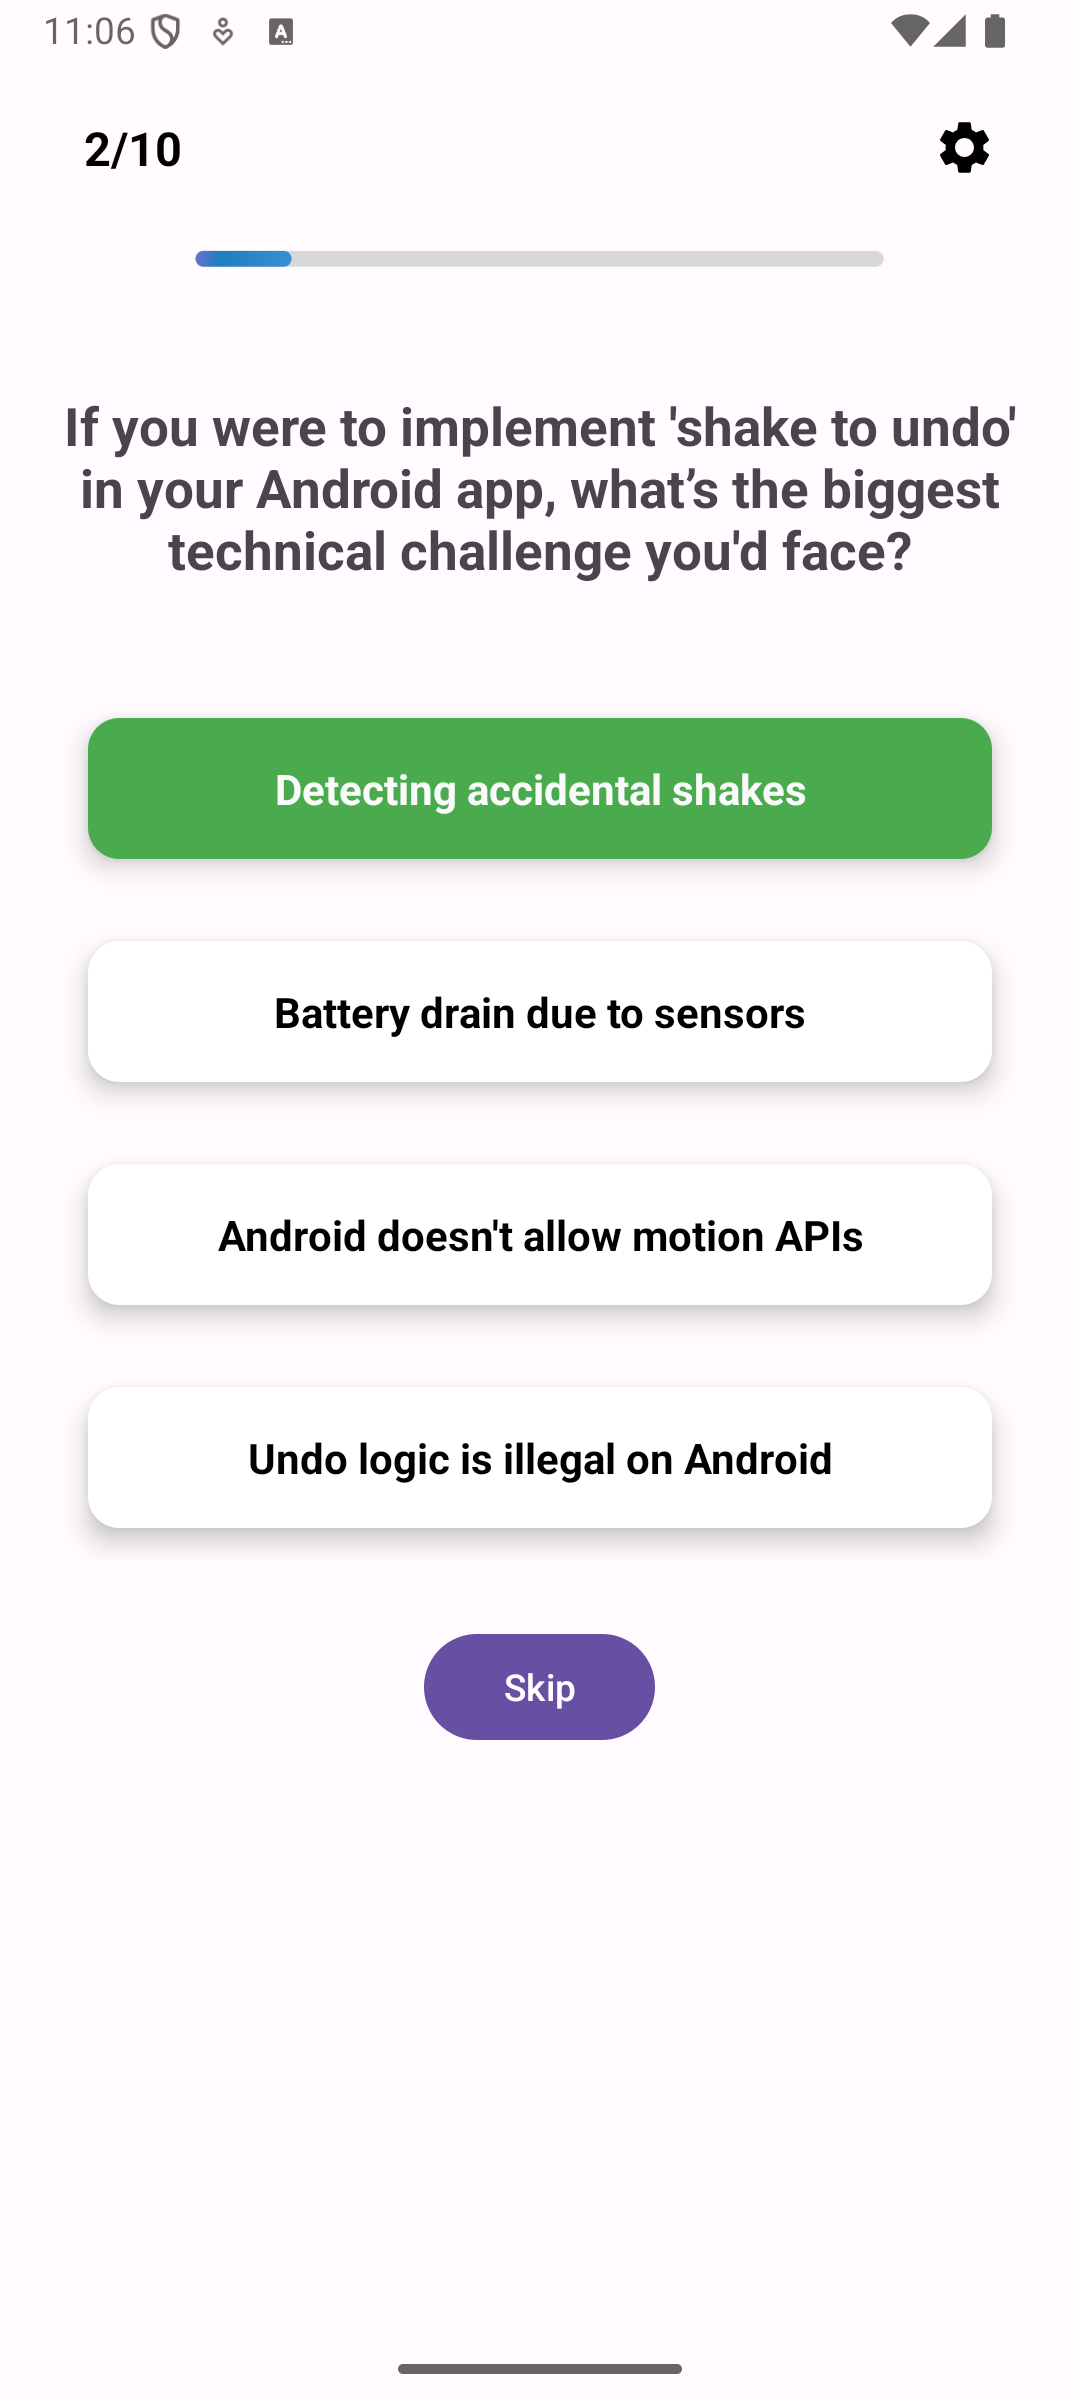 11:06
2/10
If you were to implement 'shake to undo'
in your Android app, what’s the biggest
technical challenge you'd face?
Detecting accidental shakes
Battery drain due to sensors
Android doesn't allow motion APIs
Undo logic is illegal on Android
Skip